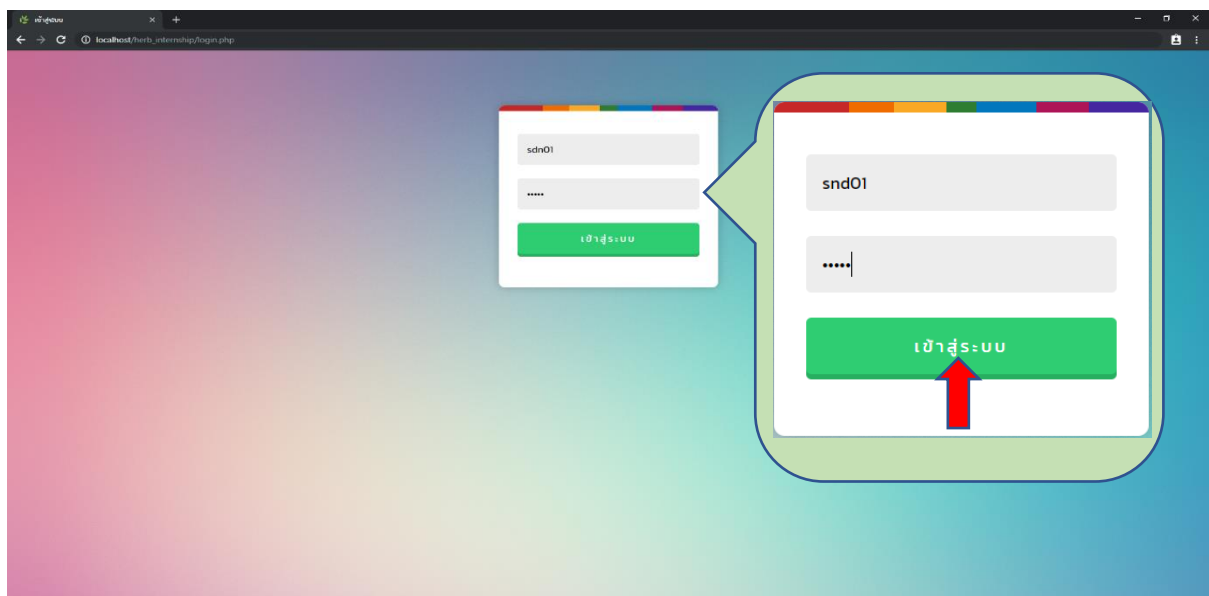 เข้าสู่ระบบ
localhost/herb_internship/login.php
sdn01
•••••
เข้าสู่ระบบ
snd01
•••••
เข้าสู่ระบบ